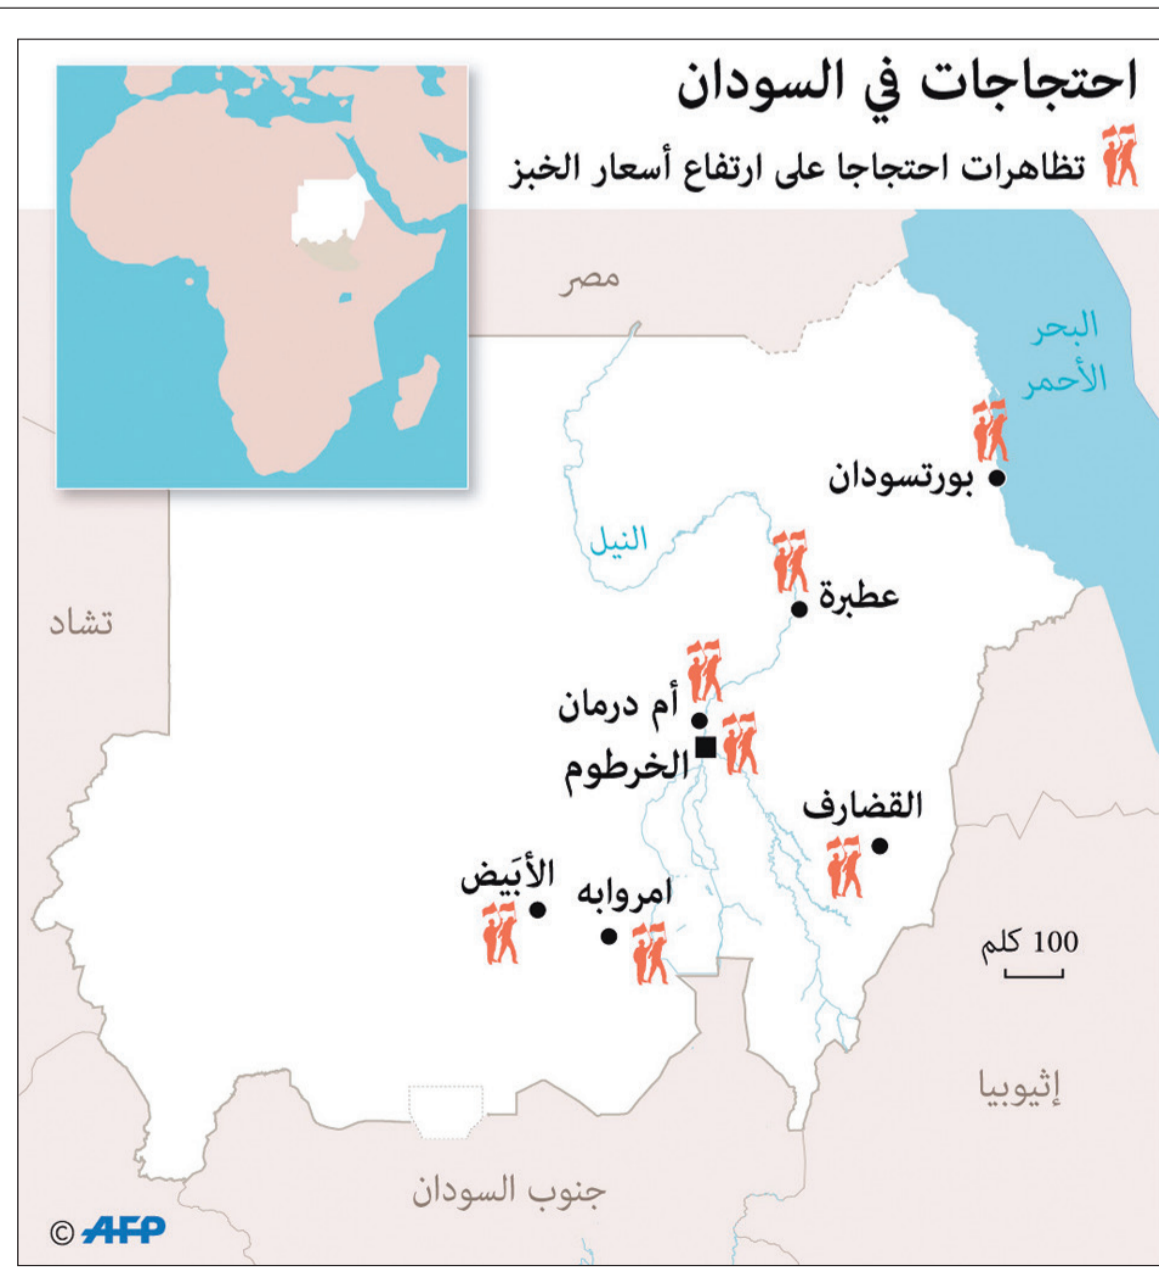 احتجاجات في السودان
تظاهرات احتجاجا على ارتفاع أسعار الخبز
مصر
البحر
الأحمر
بورتسودان
النيل
عطبرة
تشاد
أم درمان
الخرطوم
القضارف
الأبَيض
امروابه
100 كلم
إثيوبيا
جنوب السودان
© AFP